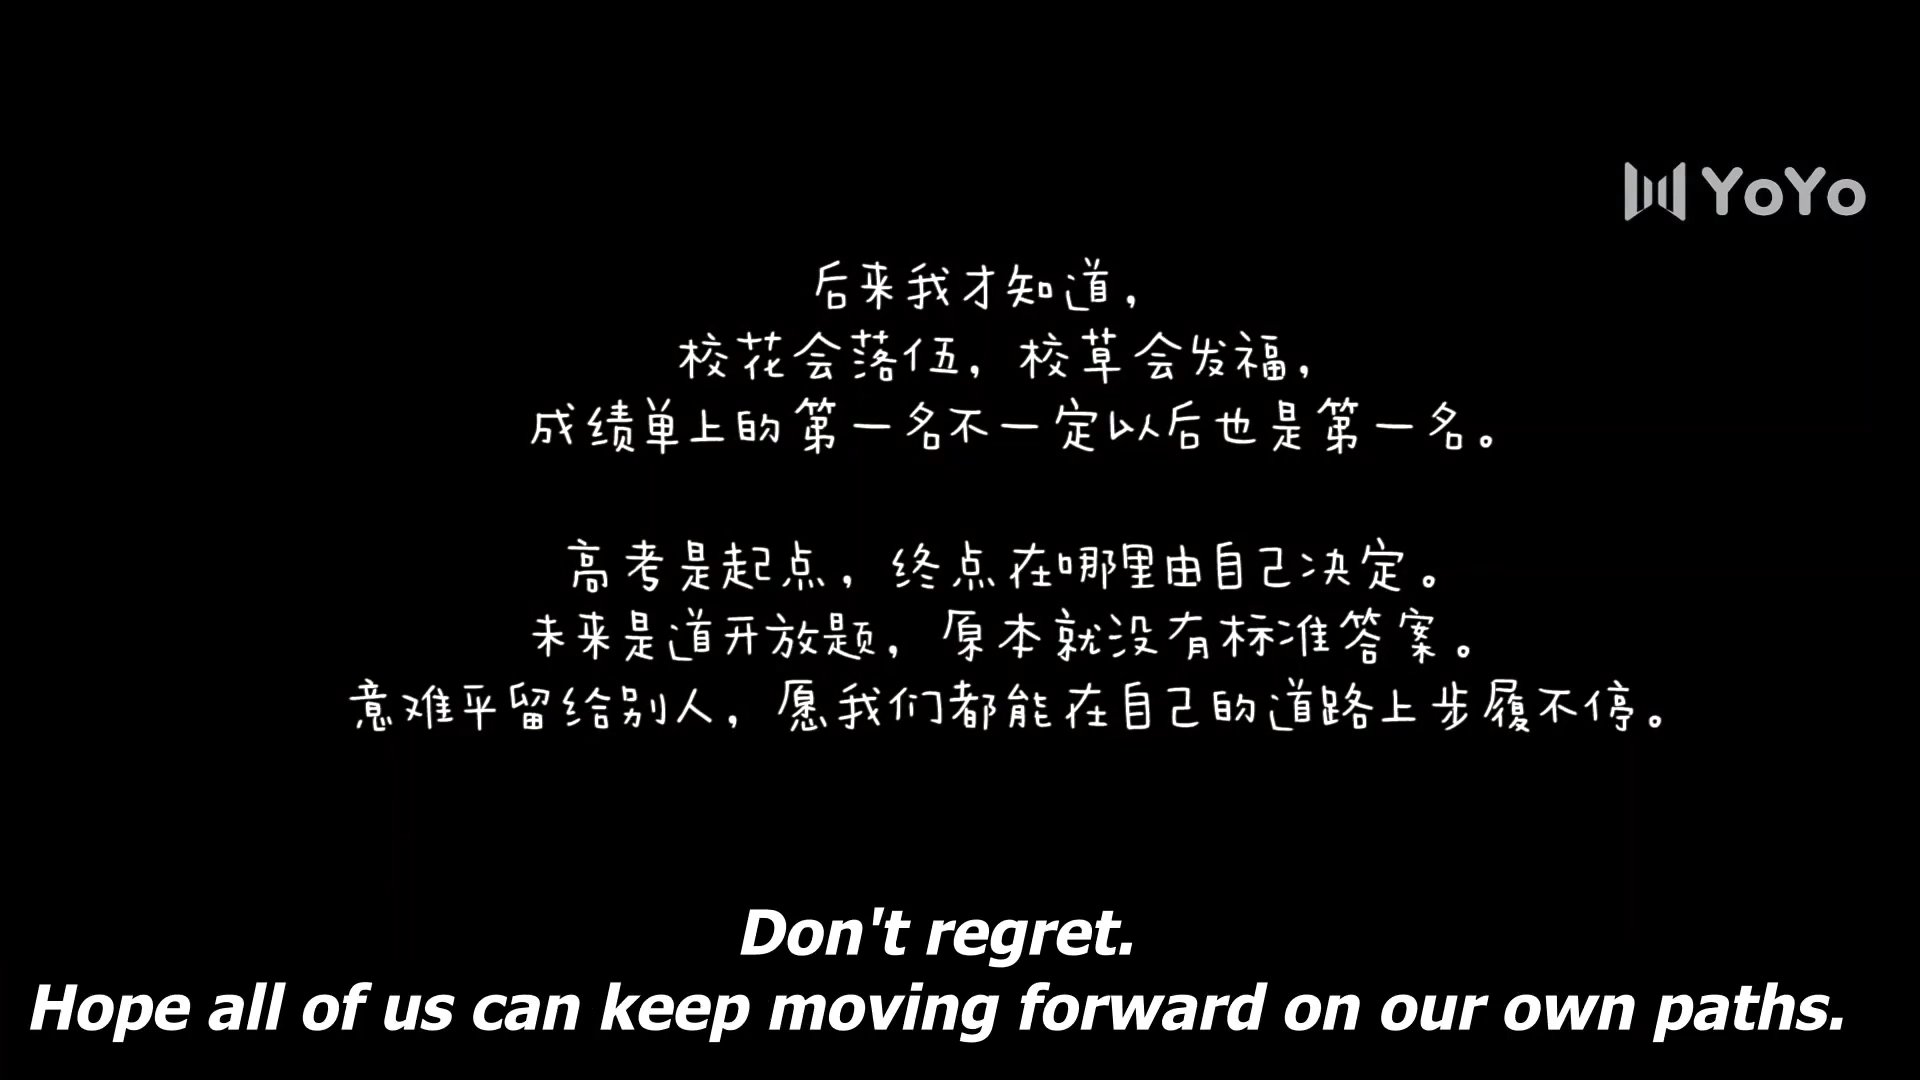 YoYo
后来我才知道，
校花会落伍，校草会发福，
成绩单上的第一名不一定以后也是第一名。
高考是起点，终点在哪里由自己决定。
未来是道开放题，原本就没有标准答案。
意难平留给别人，愿我们都能在自己的道路上步履不停。
Don't regret.
Hope all of us can keep moving forward on our own paths.